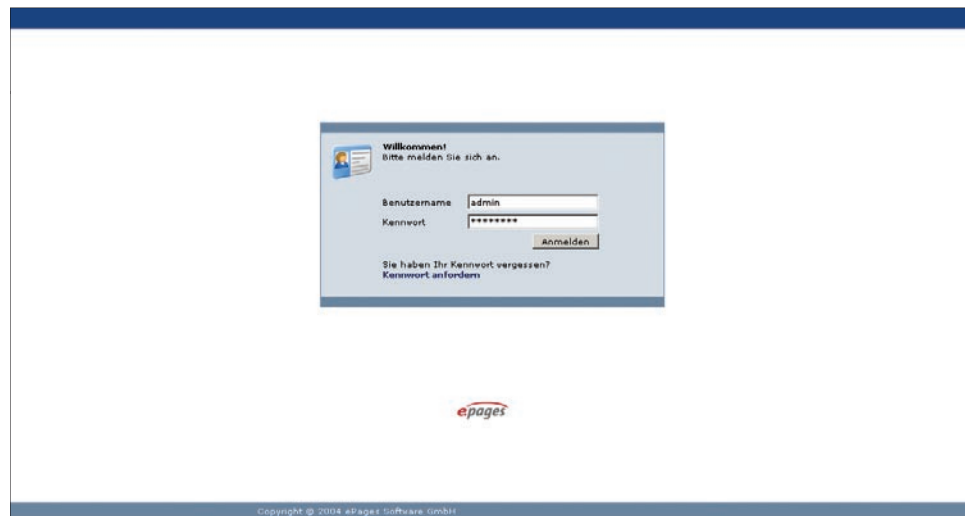 Willkommen!
Bitte melden Sie sich an.
Benutzername admin
Kennwort ********
Anmelden
Sie haben Ihr Kennwort vergessen?
Kennwort anfordern
epages
Copyright © 2004 ePages Software GmbH